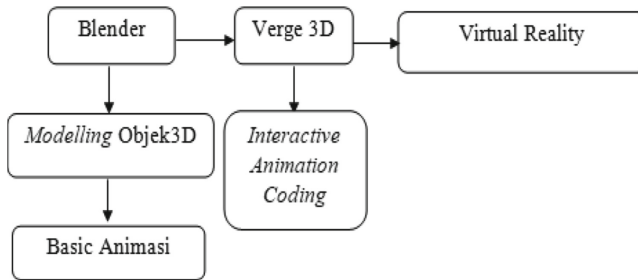 Blender
Verge 3D
Virtual Reality
Modelling Objek3D
Interactive
Animation
Coding
Basic Animasi